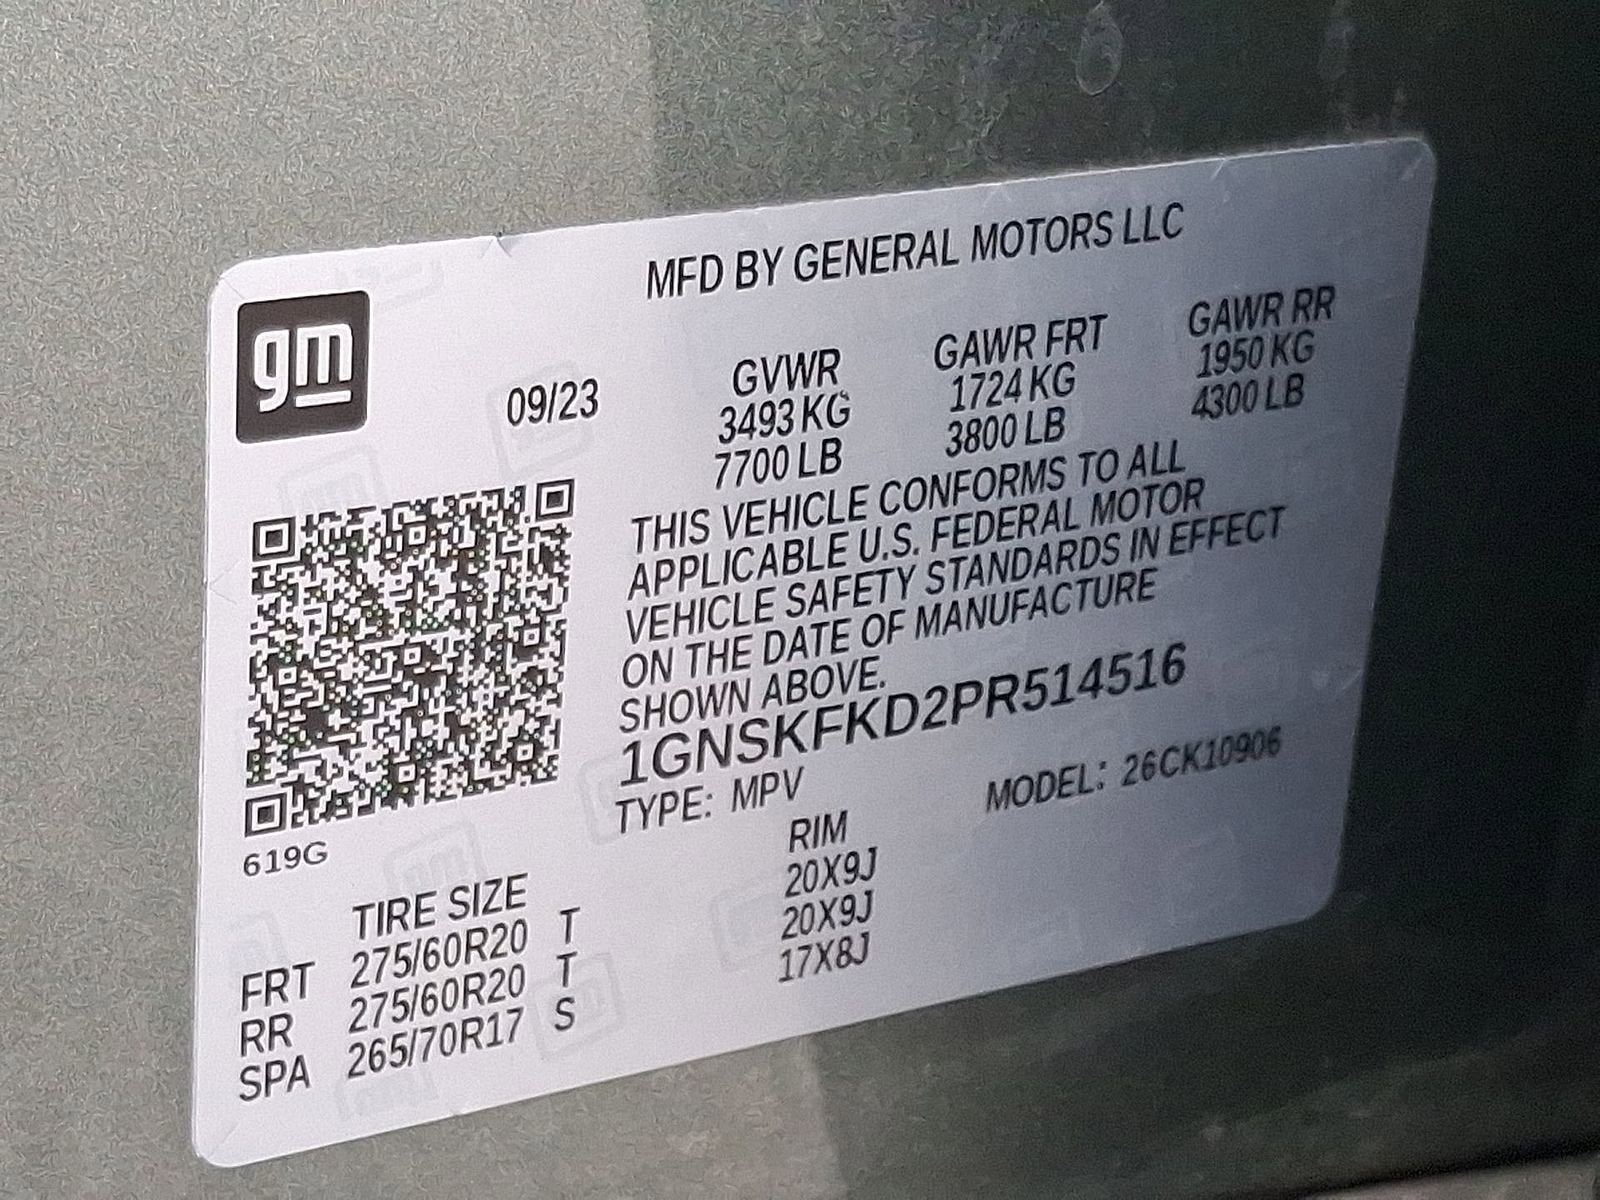 MFD BY GENERAL MOTORS LLC
gm
09/23
GVWR GAWR FRT GAWR RR
3493 KG 1724 KG 1950 KG
7700 LB 3800 LB 4300 LB
THIS VEHICLE CONFORMS TO ALL
APPLICABLE U.S. FEDERAL MOTOR
VEHICLE SAFETY STANDARDS IN EFFECT
ON THE DATE OF MANUFACTURE
SHOWN ABOVE.
1GNSKFKD2PR514516
TYPE: MPV MODEL: 26CK10906
619G
TIRE SIZE RIM
FRT 275/60R20 T 20X9J
RR 275/60R20 T 20X9J
SPA 265/70R17 S 17X8J